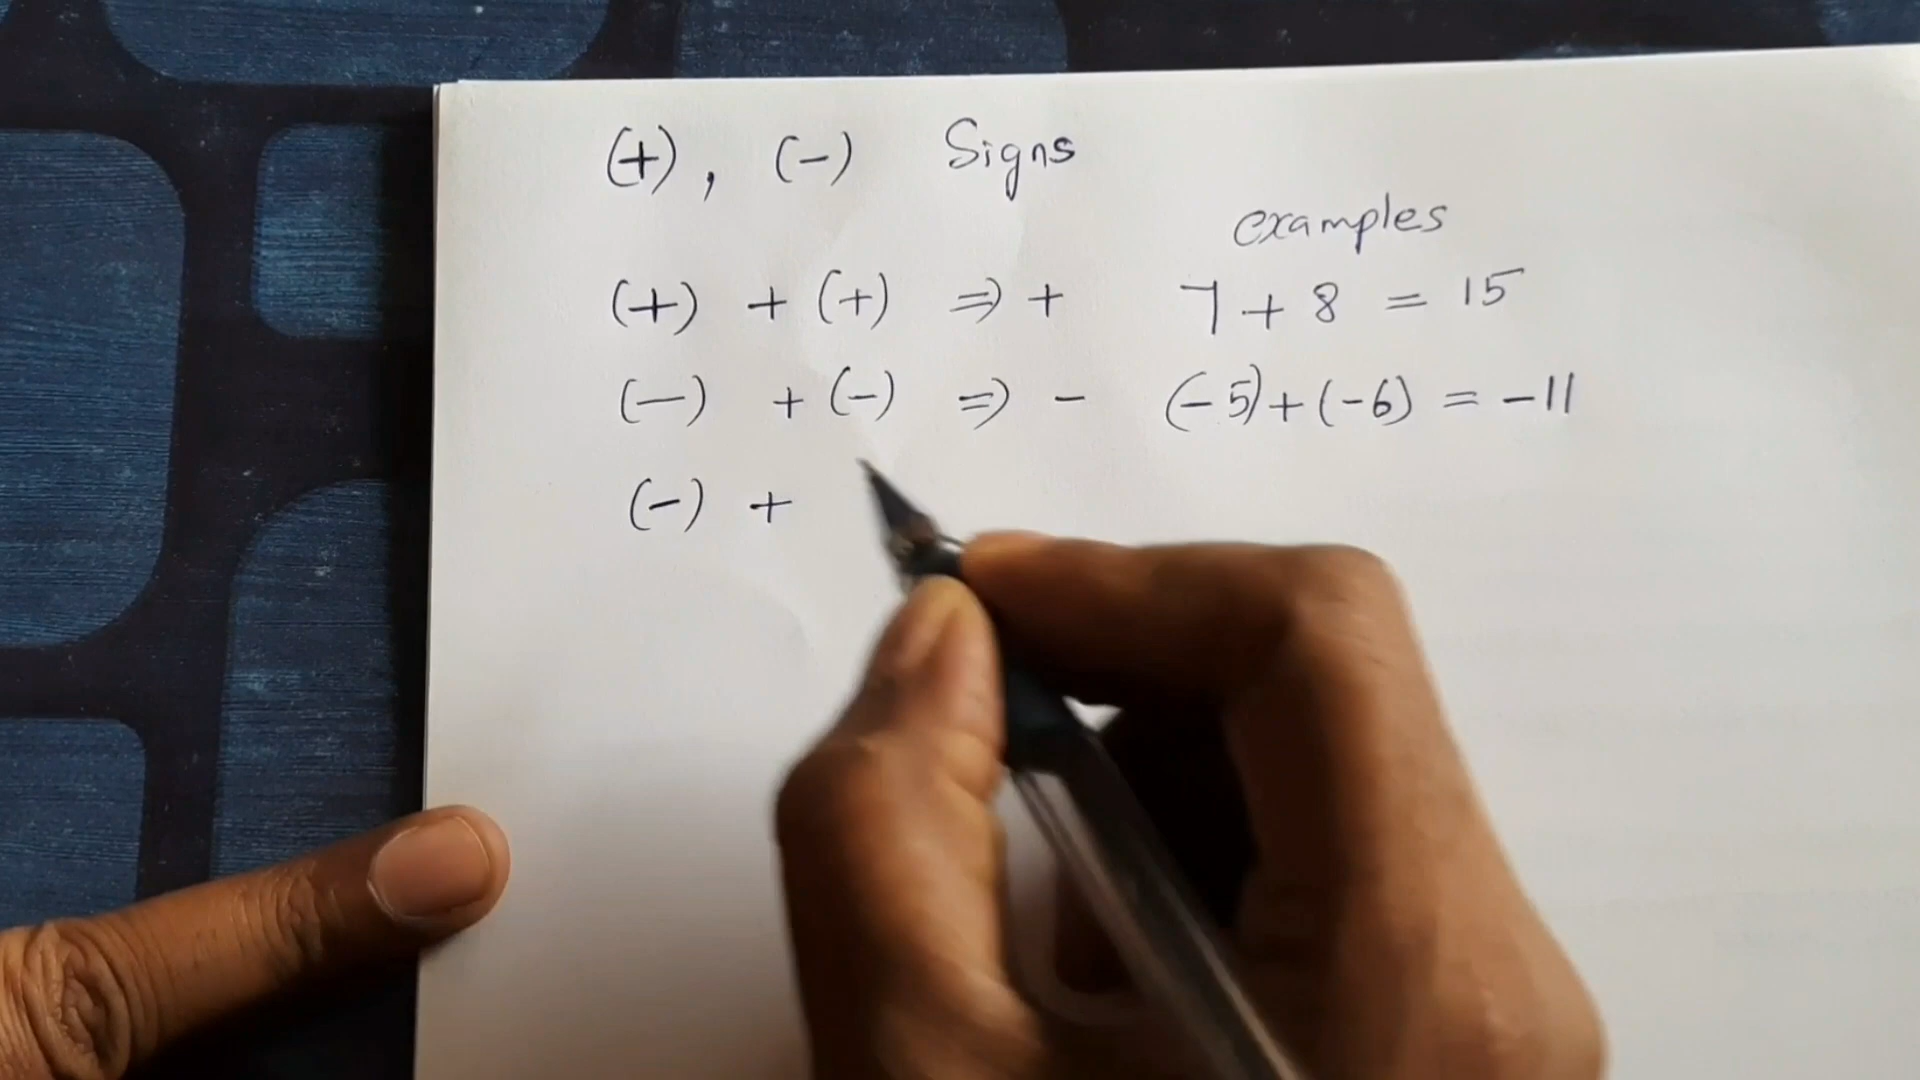 (+), (-) Signs
examples
(+) + (+) ⇒ + 7 + 8 = 15
(-) + (-) ⇒ - (-5)+(-6) = -11
(-) +